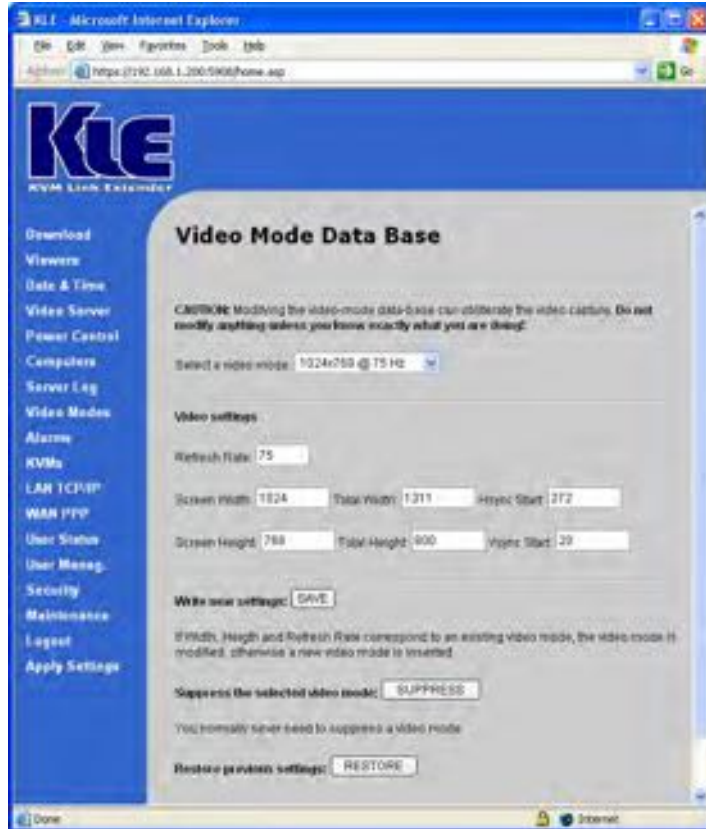 KLE - Microsoft Internet Explorer
File Edit View Favorites Tools Help
Address https://192.168.1.200:5908/home.asp Go
KLE
KVM Link Extender
Download
Viewers
Date & Time
Video Server
Power Control
Computers
Server Log
Video Modes
Alarms
KVMs
LAN TCP/IP
WAN PPP
User Status
User Manag.
Security
Maintenance
Logout
Apply Settings
Video Mode Data Base
CAUTION: Modifying the video-mode data-base can obliterate the video capture. Do not
modify anything unless you know exactly what you are doing!
Select a video mode: 1024x768 @ 75 Hz
Video settings
Refresh Rate: 75
Screen Width: 1024 Total Width: 1311 Hsync Start: 272
Screen Height: 768 Total Height: 800 Vsync Start: 29
Write new settings: SAVE
If Width, Heigth and Refresh Rate correspond to an existing video mode, the video mode is
modified, otherwise a new video mode is inserted
Suppress the selected video mode: SUPPRESS
You normally never need to suppress a video mode
Restore previous settings: RESTORE
Done Internet